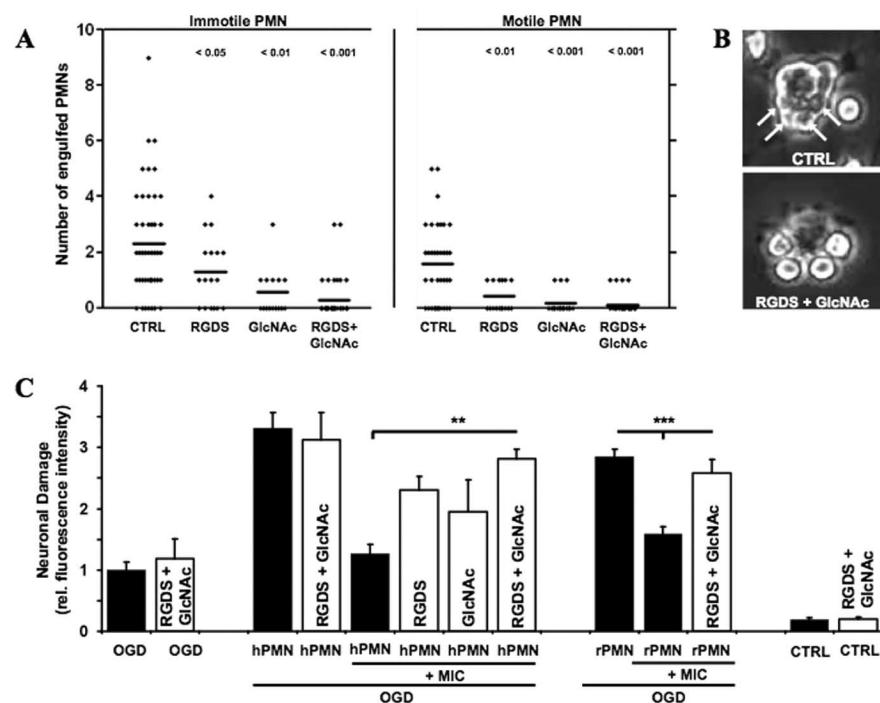 A
Immotile PMN
Motile PMN
B
Number of engulfed PMNs
10
8
6
4
2
0
< 0.05
< 0.01
< 0.001
< 0.01
< 0.001
< 0.001
CTRL
RGDS
GlcNAc
RGDS+
GlcNAc
CTRL
RGDS
GlcNAc
RGDS+
GlcNAc
CTRL
RGDS + GlcNAc
C
Neuronal Damage
(rel. fluorescence intensity)
4
3
2
1
0
**
***
RGDS +
GlcNAc
RGDS + GlcNAc
RGDS
GlcNAc
RGDS + GlcNAc
RGDS + GlcNAc
RGDS +
GlcNAc
OGD
OGD
hPMN
hPMN
hPMN
hPMN
hPMN
hPMN
rPMN
rPMN
rPMN
CTRL
CTRL
+ MIC
+ MIC
OGD
OGD